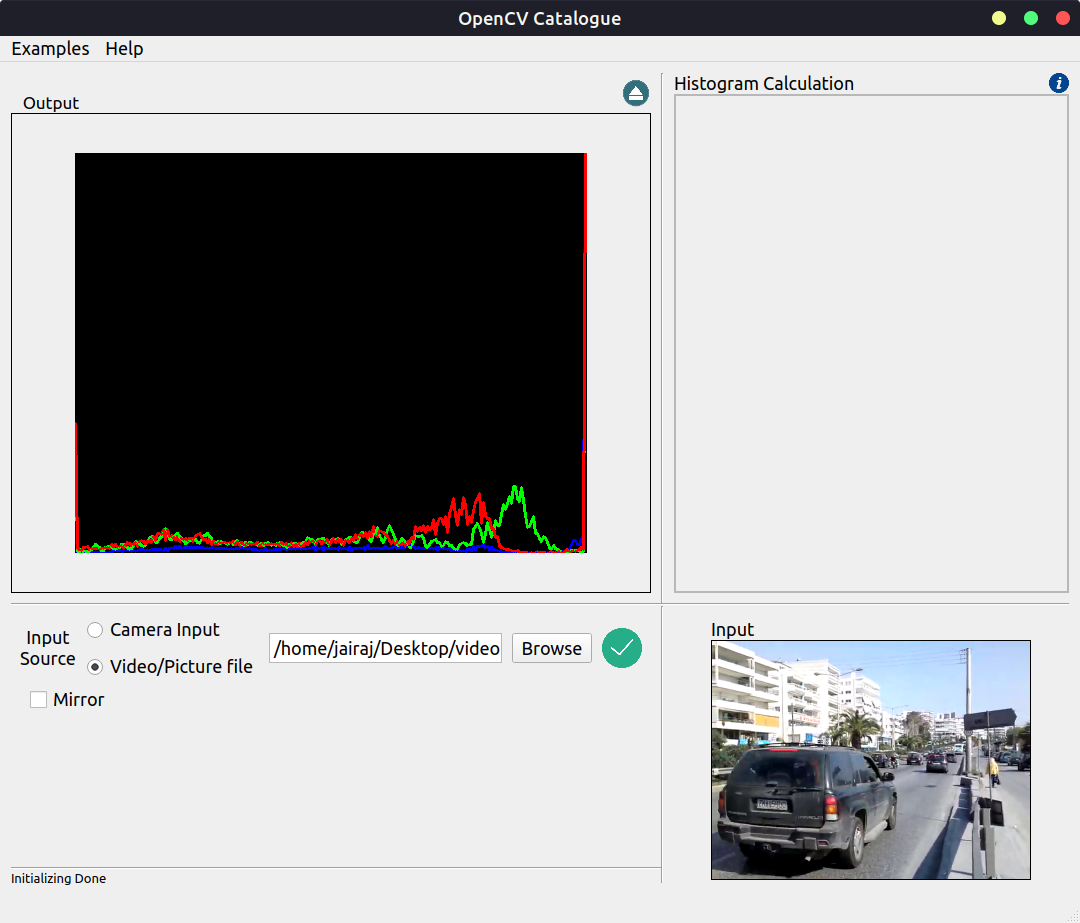 OpenCV Catalogue
Examples Help
Output
Histogram Calculation
i
Input
Source
Camera Input
Video/Picture file
/home/jairaj/Desktop/video
Browse
Mirror
Input
Initializing Done